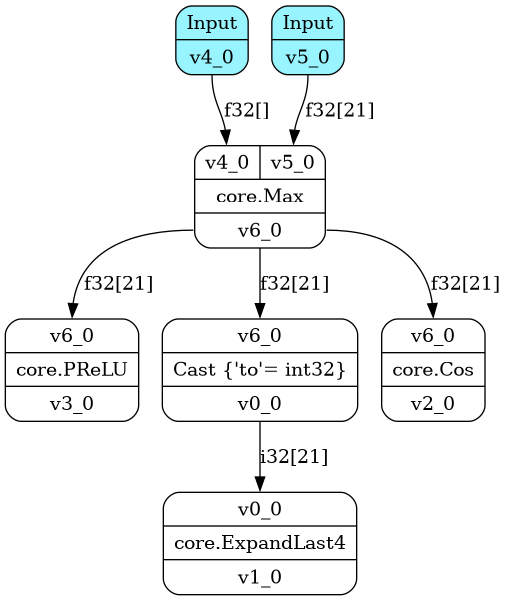 Input
v4_0
Input
v5_0
f32[]
f32[21]
v4_0
v5_0
core.Max
v6_0
f32[21]
f32[21]
f32[21]
v6_0
core.PReLU
v3_0
v6_0
Cast {'to'= int32}
v0_0
v6_0
core.Cos
v2_0
i32[21]
v0_0
core.ExpandLast4
v1_0